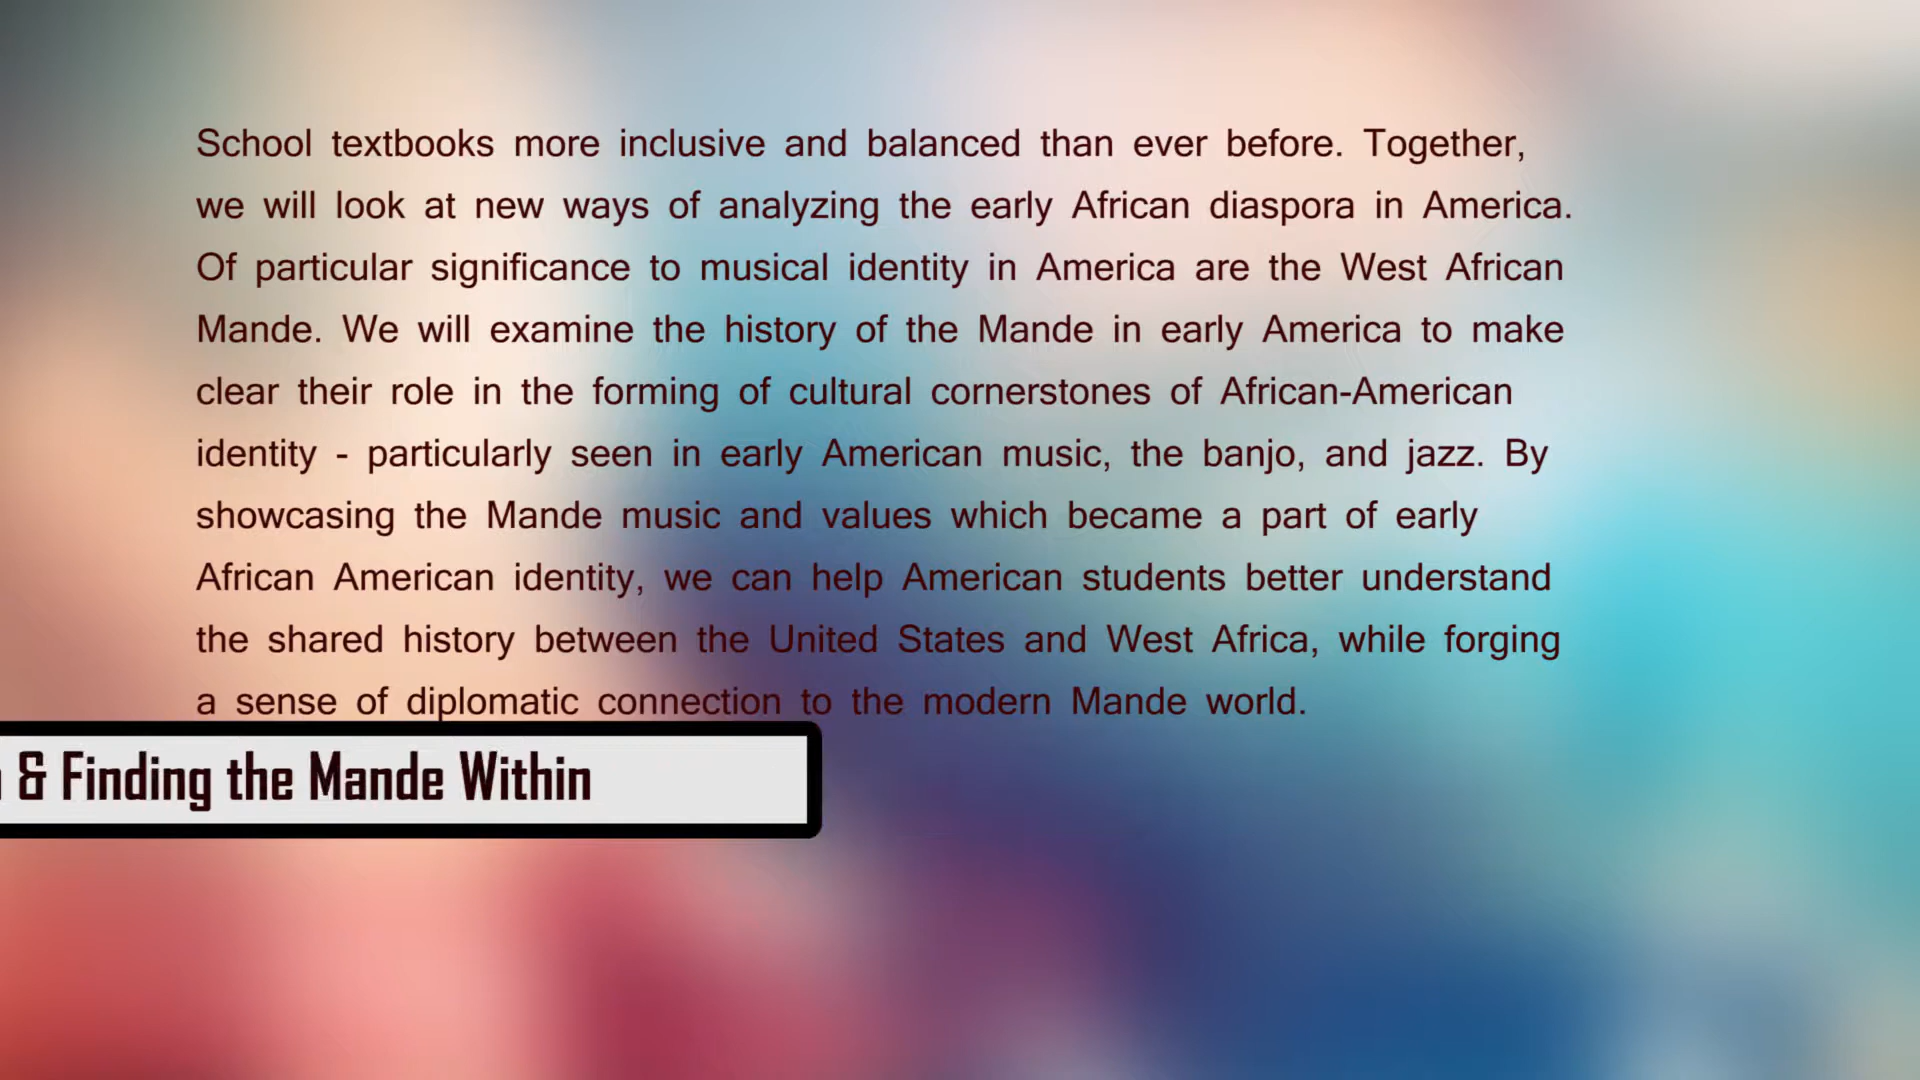 School textbooks more inclusive and balanced than ever before. Together,
we will look at new ways of analyzing the early African diaspora in America.
Of particular significance to musical identity in America are the West African
Mande. We will examine the history of the Mande in early America to make
clear their role in the forming of cultural cornerstones of African-American
identity - particularly seen in early American music, the banjo, and jazz. By
showcasing the Mande music and values which became a part of early
African American identity, we can help American students better understand
the shared history between the United States and West Africa, while forging
a sense of diplomatic connection to the modern Mande world.
& Finding the Mande Within